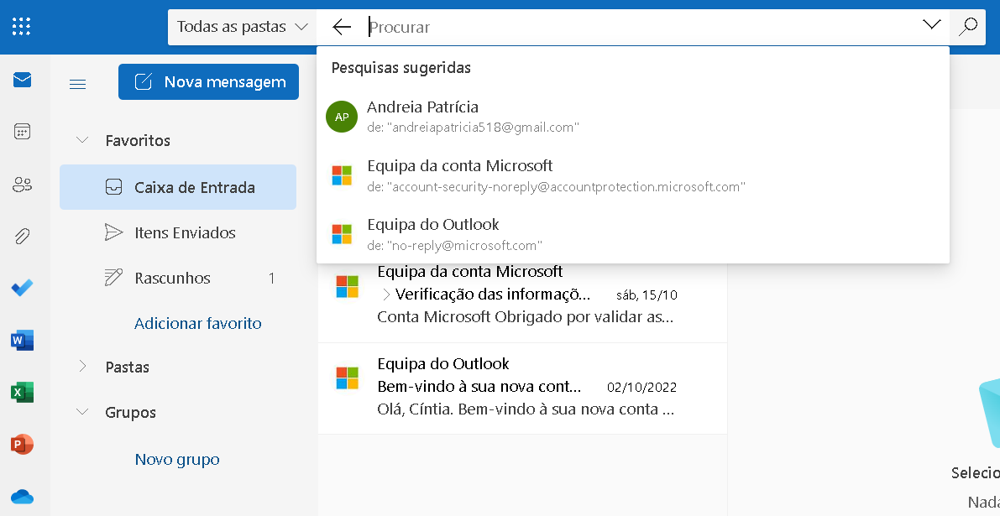 Todas as pastas
Procurar
Pesquisas sugeridas
AP
Andreia Patrícia
de: "andreiapatricia518@gmail.com"
Equipa da conta Microsoft
de: "account-security-noreply@accountprotection.microsoft.com"
Equipa do Outlook
de: "no-reply@microsoft.com"
Nova mensagem
Favoritos
Caixa de Entrada
Itens Enviados
Rascunhos 1
Adicionar favorito
Pastas
Grupos
Novo grupo
Equipa da conta Microsoft
Verificação das informaçõ... sáb, 15/10
Conta Microsoft Obrigado por validar as...
Equipa do Outlook
Bem-vindo à sua nova cont... 02/10/2022
Olá, Cíntia. Bem-vindo à sua nova conta ...
Selecio
Nada
W
X
P